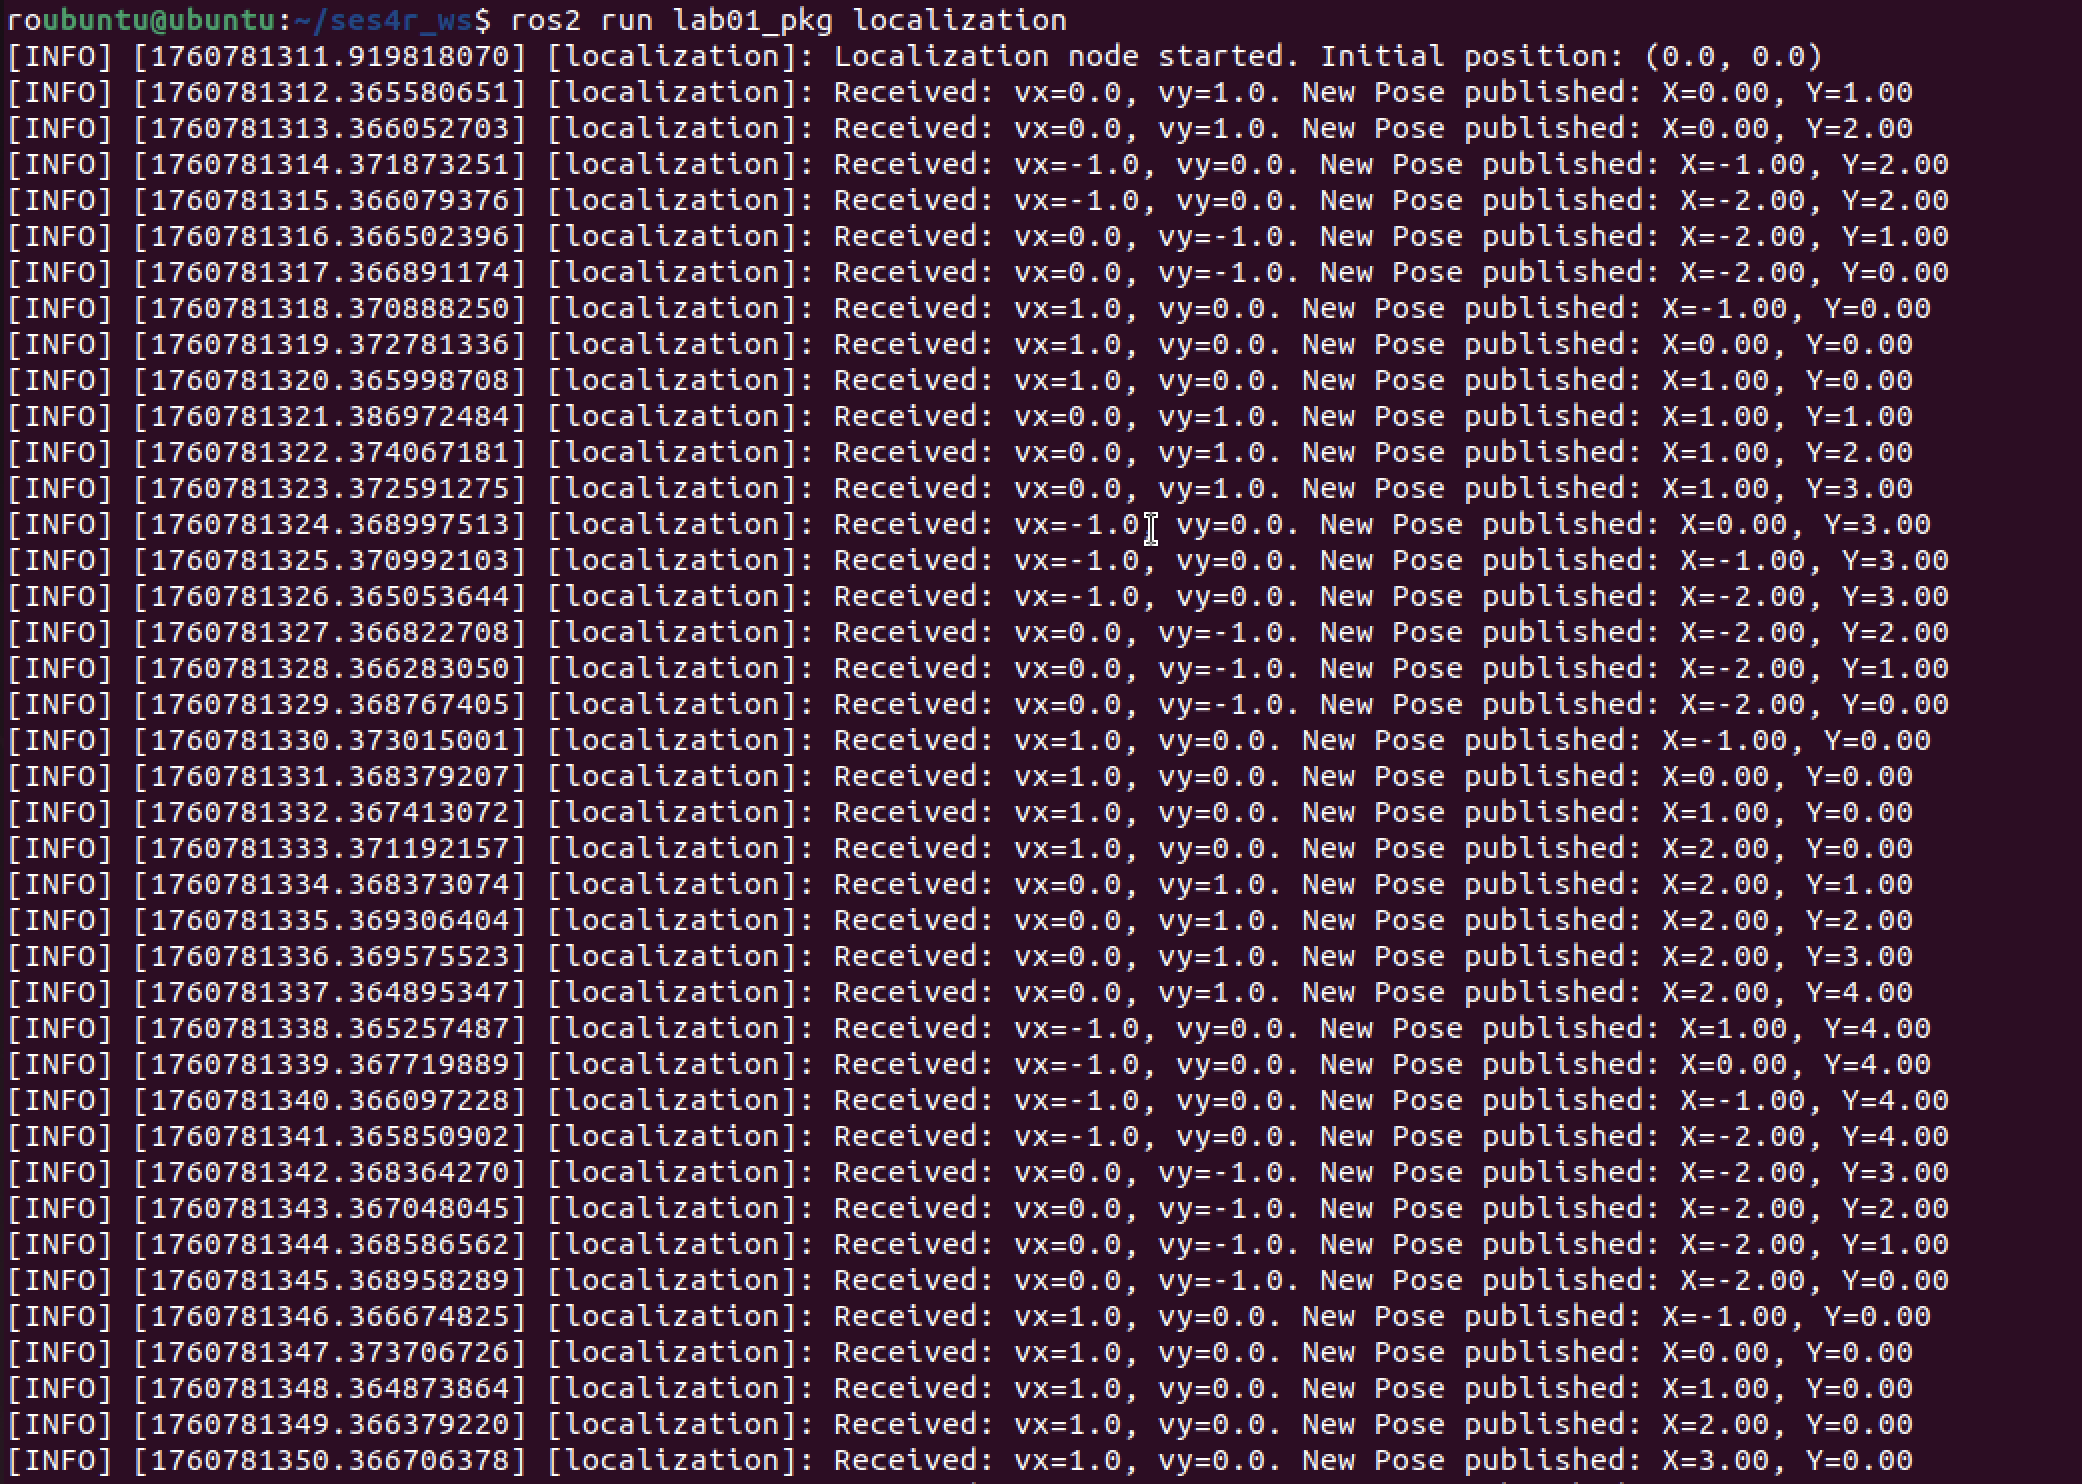 roubuntu@ubuntu:~/ses4r_ws$ ros2 run lab01_pkg localization
[INFO] [1760781311.919818070] [localization]: Localization node started. Initial position: (0.0, 0.0)
[INFO] [1760781312.365580651] [localization]: Received: vx=0.0, vy=1.0. New Pose published: X=0.00, Y=1.00
[INFO] [1760781313.366052703] [localization]: Received: vx=0.0, vy=1.0. New Pose published: X=0.00, Y=2.00
[INFO] [1760781314.371873251] [localization]: Received: vx=-1.0, vy=0.0. New Pose published: X=-1.00, Y=2.00
[INFO] [1760781315.366079376] [localization]: Received: vx=-1.0, vy=0.0. New Pose published: X=-2.00, Y=2.00
[INFO] [1760781316.366502396] [localization]: Received: vx=0.0, vy=-1.0. New Pose published: X=-2.00, Y=1.00
[INFO] [1760781317.366891174] [localization]: Received: vx=0.0, vy=-1.0. New Pose published: X=-2.00, Y=0.00
[INFO] [1760781318.370888250] [localization]: Received: vx=1.0, vy=0.0. New Pose published: X=-1.00, Y=0.00
[INFO] [1760781319.372781336] [localization]: Received: vx=1.0, vy=0.0. New Pose published: X=0.00, Y=0.00
[INFO] [1760781320.365998708] [localization]: Received: vx=1.0, vy=0.0. New Pose published: X=1.00, Y=0.00
[INFO] [1760781321.386972484] [localization]: Received: vx=0.0, vy=1.0. New Pose published: X=1.00, Y=1.00
[INFO] [1760781322.374067181] [localization]: Received: vx=0.0, vy=1.0. New Pose published: X=1.00, Y=2.00
[INFO] [1760781323.372591275] [localization]: Received: vx=0.0, vy=1.0. New Pose published: X=1.00, Y=3.00
[INFO] [1760781324.368997513] [localization]: Received: vx=-1.0, vy=0.0. New Pose published: X=0.00, Y=3.00
[INFO] [1760781325.370992103] [localization]: Received: vx=-1.0, vy=0.0. New Pose published: X=-1.00, Y=3.00
[INFO] [1760781326.365053644] [localization]: Received: vx=-1.0, vy=0.0. New Pose published: X=-2.00, Y=3.00
[INFO] [1760781327.366822708] [localization]: Received: vx=0.0, vy=-1.0. New Pose published: X=-2.00, Y=2.00
[INFO] [1760781328.366283050] [localization]: Received: vx=0.0, vy=-1.0. New Pose published: X=-2.00, Y=1.00
[INFO] [1760781329.368767405] [localization]: Received: vx=0.0, vy=-1.0. New Pose published: X=-2.00, Y=0.00
[INFO] [1760781330.373015001] [localization]: Received: vx=1.0, vy=0.0. New Pose published: X=-1.00, Y=0.00
[INFO] [1760781331.368379207] [localization]: Received: vx=1.0, vy=0.0. New Pose published: X=0.00, Y=0.00
[INFO] [1760781332.367413072] [localization]: Received: vx=1.0, vy=0.0. New Pose published: X=1.00, Y=0.00
[INFO] [1760781333.371192157] [localization]: Received: vx=1.0, vy=0.0. New Pose published: X=2.00, Y=0.00
[INFO] [1760781334.368373074] [localization]: Received: vx=0.0, vy=1.0. New Pose published: X=2.00, Y=1.00
[INFO] [1760781335.369306404] [localization]: Received: vx=0.0, vy=1.0. New Pose published: X=2.00, Y=2.00
[INFO] [1760781336.369575523] [localization]: Received: vx=0.0, vy=1.0. New Pose published: X=2.00, Y=3.00
[INFO] [1760781337.364895347] [localization]: Received: vx=0.0, vy=1.0. New Pose published: X=2.00, Y=4.00
[INFO] [1760781338.365257487] [localization]: Received: vx=-1.0, vy=0.0. New Pose published: X=1.00, Y=4.00
[INFO] [1760781339.367719889] [localization]: Received: vx=-1.0, vy=0.0. New Pose published: X=0.00, Y=4.00
[INFO] [1760781340.366097228] [localization]: Received: vx=-1.0, vy=0.0. New Pose published: X=-1.00, Y=4.00
[INFO] [1760781341.365850902] [localization]: Received: vx=-1.0, vy=0.0. New Pose published: X=-2.00, Y=4.00
[INFO] [1760781342.368364270] [localization]: Received: vx=0.0, vy=-1.0. New Pose published: X=-2.00, Y=3.00
[INFO] [1760781343.367048045] [localization]: Received: vx=0.0, vy=-1.0. New Pose published: X=-2.00, Y=2.00
[INFO] [1760781344.368586562] [localization]: Received: vx=0.0, vy=-1.0. New Pose published: X=-2.00, Y=1.00
[INFO] [1760781345.368958289] [localization]: Received: vx=0.0, vy=-1.0. New Pose published: X=-2.00, Y=0.00
[INFO] [1760781346.366674825] [localization]: Received: vx=1.0, vy=0.0. New Pose published: X=-1.00, Y=0.00
[INFO] [1760781347.373706726] [localization]: Received: vx=1.0, vy=0.0. New Pose published: X=0.00, Y=0.00
[INFO] [1760781348.364873864] [localization]: Received: vx=1.0, vy=0.0. New Pose published: X=1.00, Y=0.00
[INFO] [1760781349.366379220] [localization]: Received: vx=1.0, vy=0.0. New Pose published: X=2.00, Y=0.00
[INFO] [1760781350.366706378] [localization]: Received: vx=1.0, vy=0.0. New Pose published: X=3.00, Y=0.00